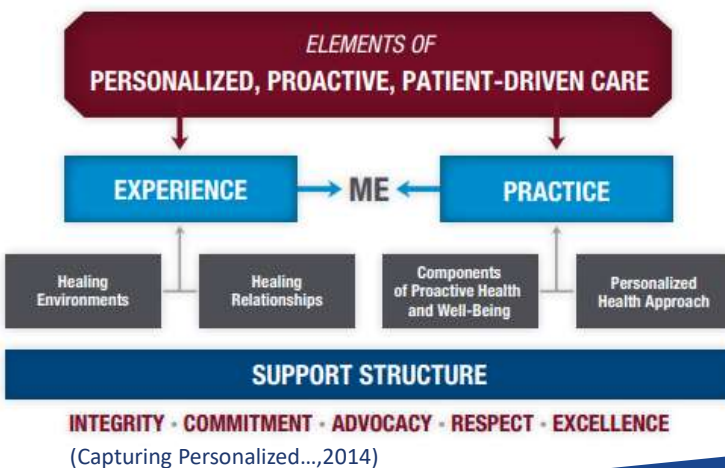 ELEMENTS OF
PERSONALIZED, PROACTIVE, PATIENT-DRIVEN CARE
EXPERIENCE
ME
PRACTICE
Healing
Environments
Healing
Relationships
Components
of Proactive Health
and Well-Being
Personalized
Health Approach
SUPPORT STRUCTURE
INTEGRITY · COMMITMENT · ADVOCACY · RESPECT · EXCELLENCE
(Capturing Personalized...,2014)